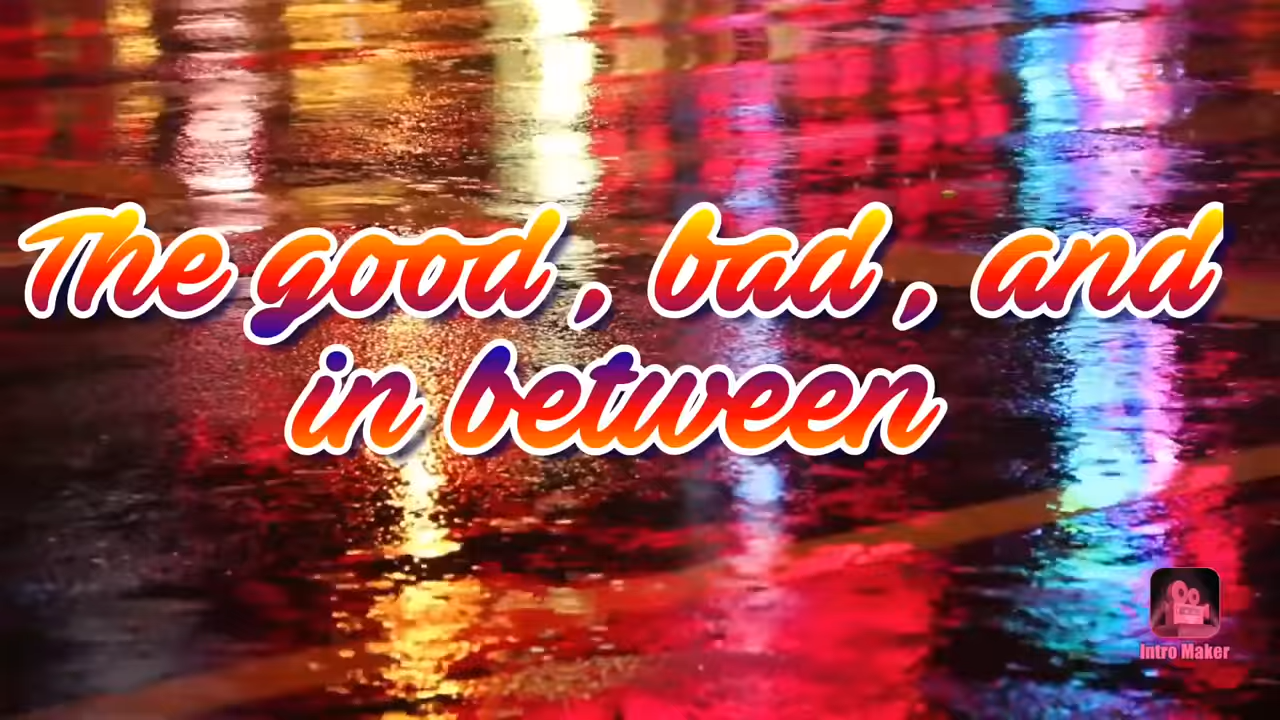 The good , bad , and
in between
Intro Maker